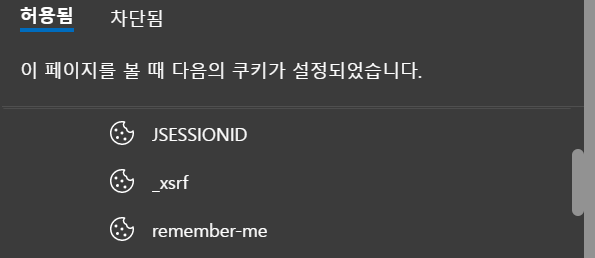 허용됨 차단됨
이 페이지를 볼 때 다음의 쿠키가 설정되었습니다.
JSESSIONID
_xsrf
remember-me